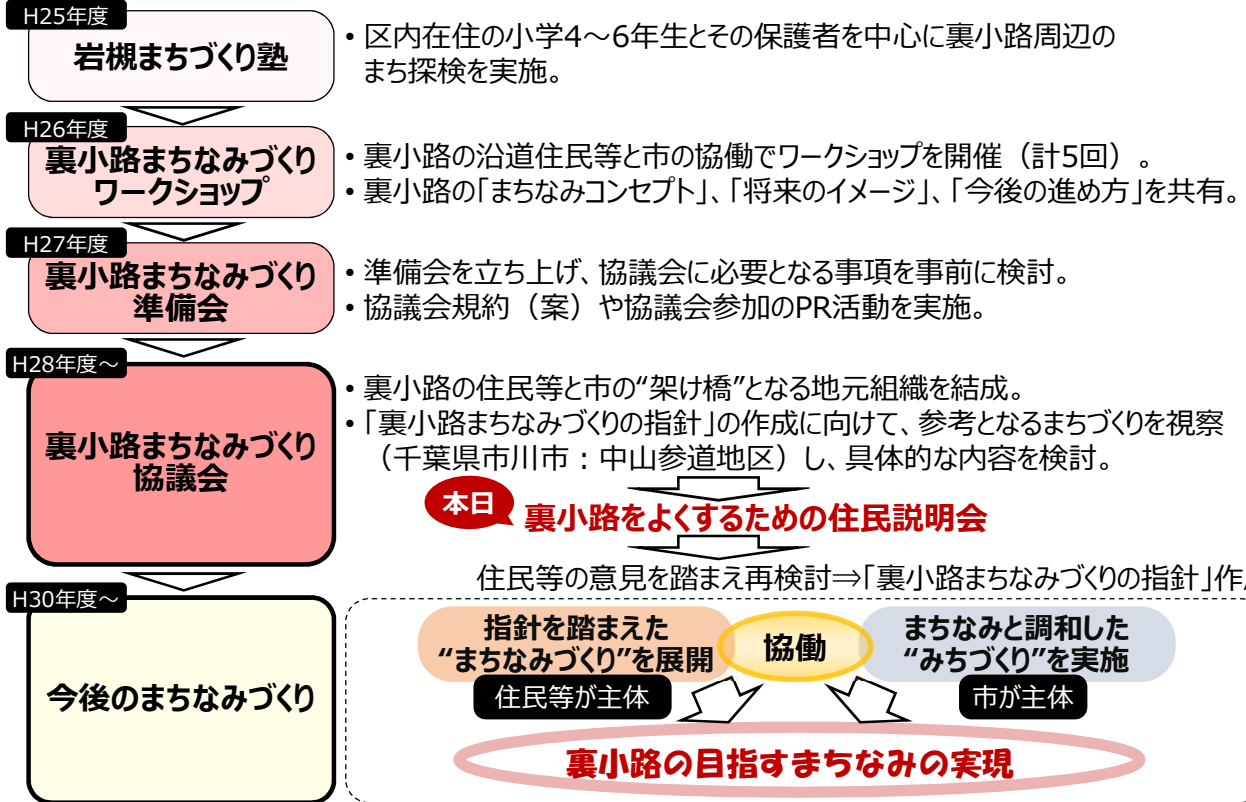 H25年度
岩槻まちづくり塾
• 区内在住の小学4～6年生とその保護者を中心に裏小路周辺の
まち探検を実施。
H26年度
裏小路まちなみづくり
ワークショップ
• 裏小路の沿道住民等と市の協働でワークショップを開催（計5回）。
• 裏小路の「まちなみコンセプト」、「将来のイメージ」、「今後の進め方」を共有。
H27年度
裏小路まちなみづくり
準備会
• 準備会を立ち上げ、協議会に必要となる事項を事前に検討。
• 協議会規約（案）や協議会参加のPR活動を実施。
H28年度～
裏小路まちなみづくり
協議会
• 裏小路の住民等と市の“架け橋”となる地元組織を結成。
• 「裏小路まちなみづくりの指針」の作成に向けて、参考となるまちづくりを視察
（千葉県市川市：中山参道地区）し、具体的な内容を検討。
本日
裏小路をよくするための住民説明会
住民等の意見を踏まえ再検討⇒「裏小路まちなみづくりの指針」作
H30年度～
今後のまちなみづくり
指針を踏まえた
“まちなみづくり”を展開
住民等が主体
協働
まちなみと調和した
“みちづくり”を実施
市が主体
裏小路の目指すまちなみの実現